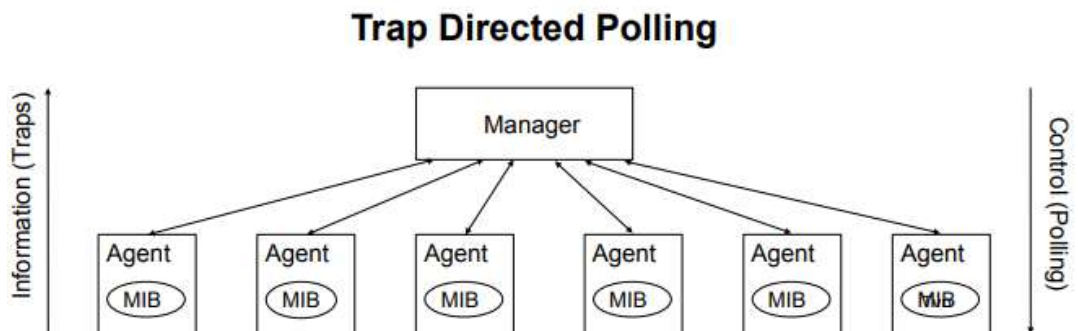 Trap Directed Polling
Information (Traps)
Manager
Control (Polling)
Agent
Agent
Agent
Agent
Agent
Agent
MIB
MIB
MIB
MIB
MIB
MIB